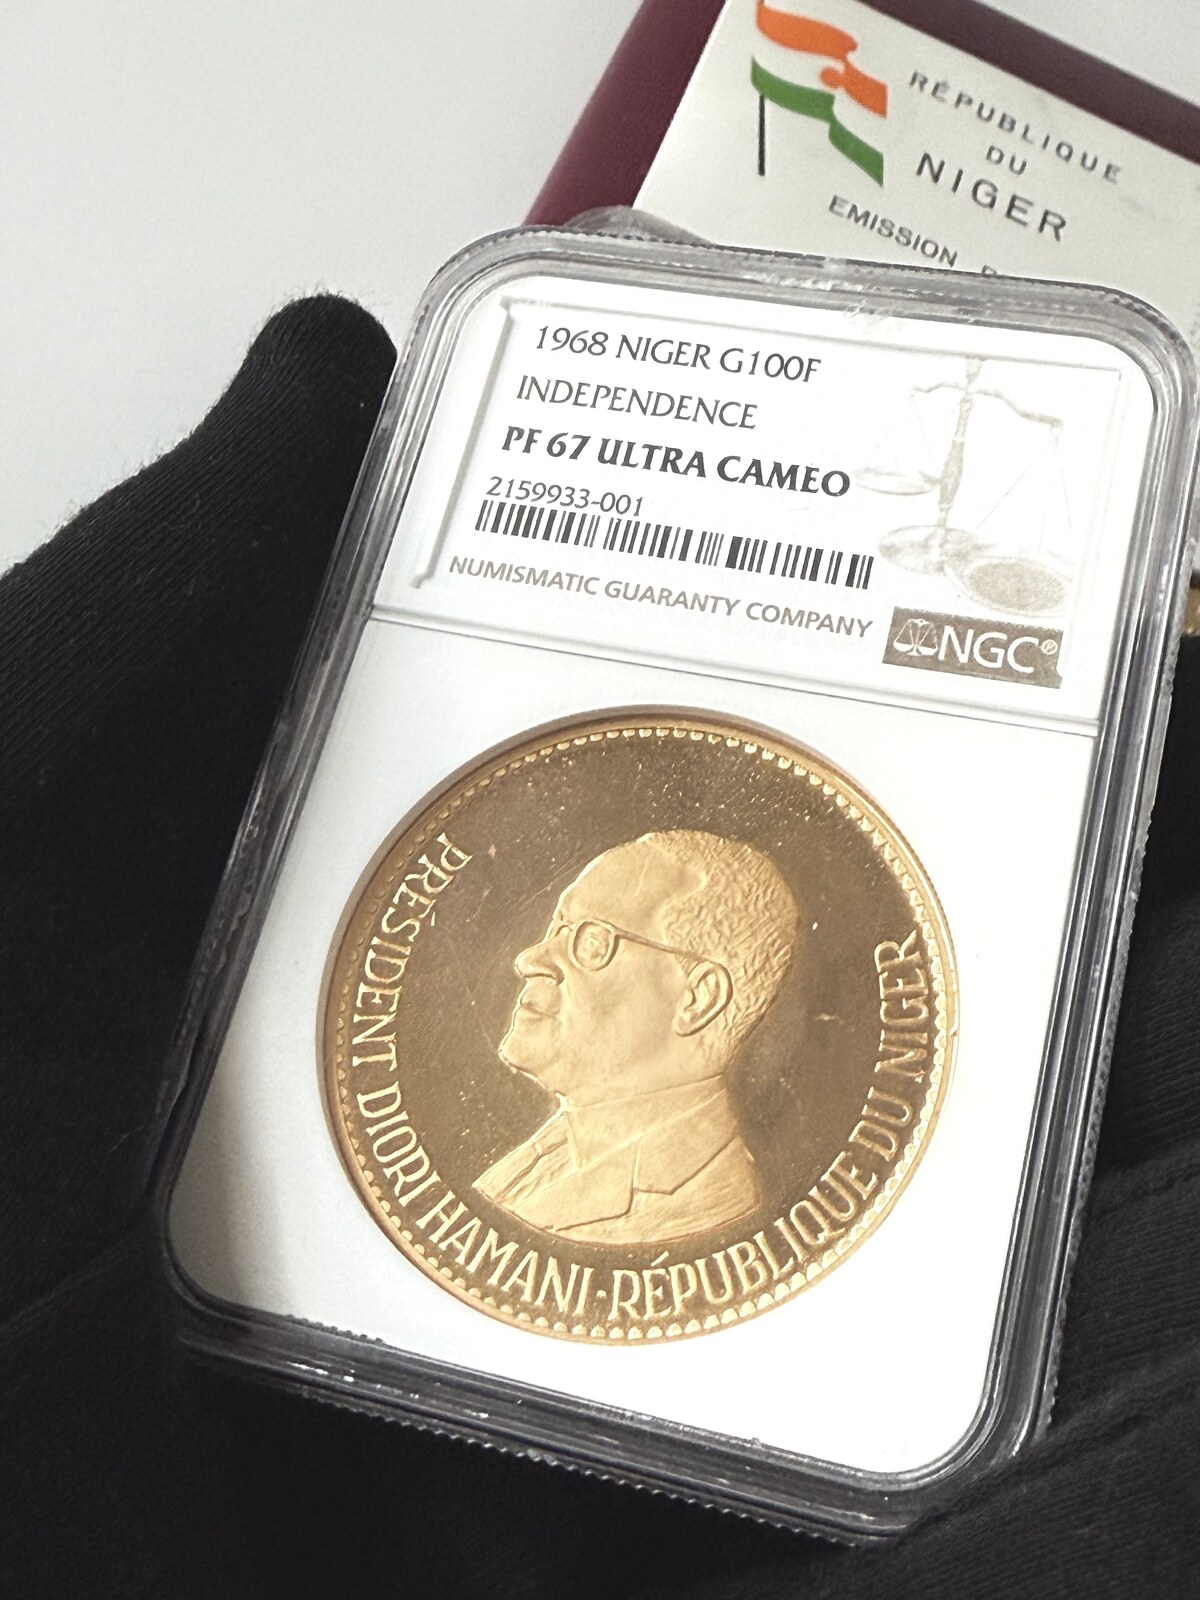 RÉPUBLIQUE
DU
NIGER
EMISSION
1968 NIGER G100F
INDEPENDENCE
PF 67 ULTRA CAMEO
2159933-001
NUMISMATIC GUARANTY COMPANY
NGC
PRÉSIDENT DIORI HAMANI · RÉPUBLIQUE DU NIGER